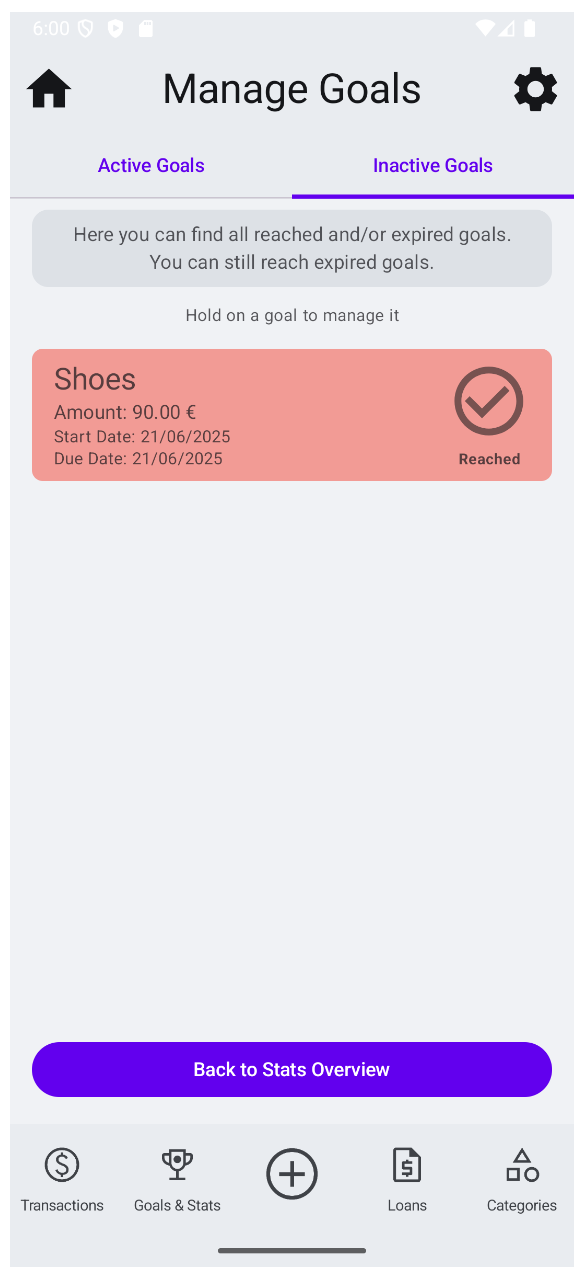 6:00
Manage Goals
Active Goals
Inactive Goals
Here you can find all reached and/or expired goals.
You can still reach expired goals.
Hold on a goal to manage it
Shoes
Amount: 90.00 €
Start Date: 21/06/2025
Due Date: 21/06/2025
Reached
Back to Stats Overview
Transactions
Goals & Stats
Loans
Categories